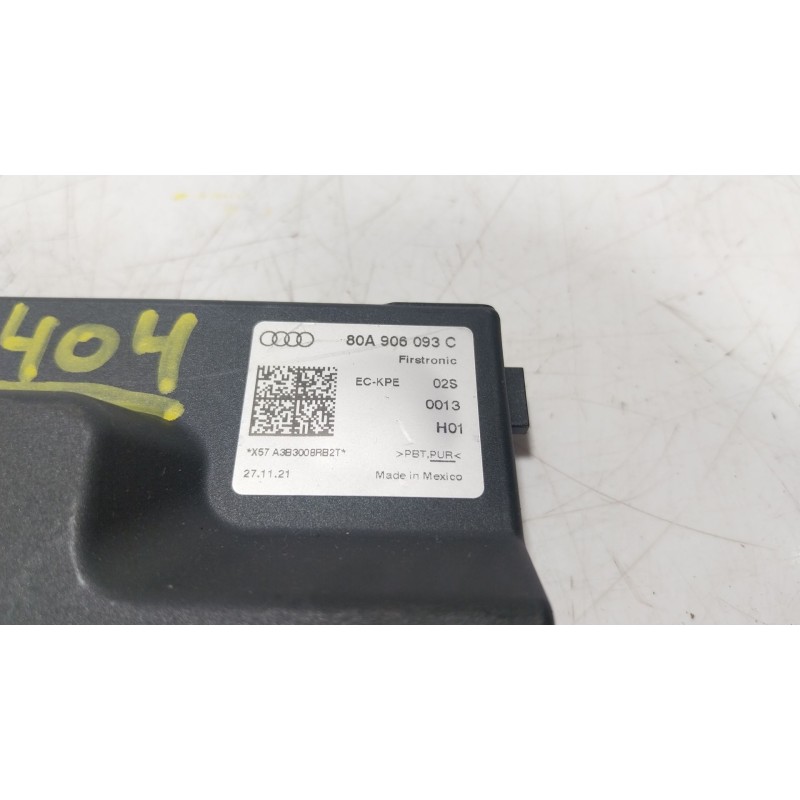 404
80A 906 093 C
Firstronic
EC-KPE 02S
0013
H01
*X57 A3B3008RB2T*
>PBT,PUR<
27.11.21
Made in Mexico